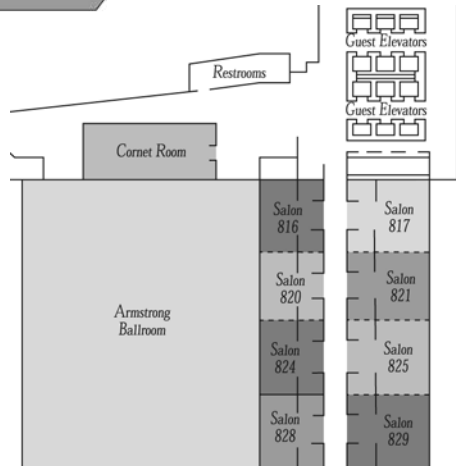 Guest Elevators
Restrooms
Guest Elevators
Cornet Room
Salon
816
Salon
817
Salon
820
Salon
821
Armstrong
Ballroom
Salon
824
Salon
825
Salon
828
Salon
829